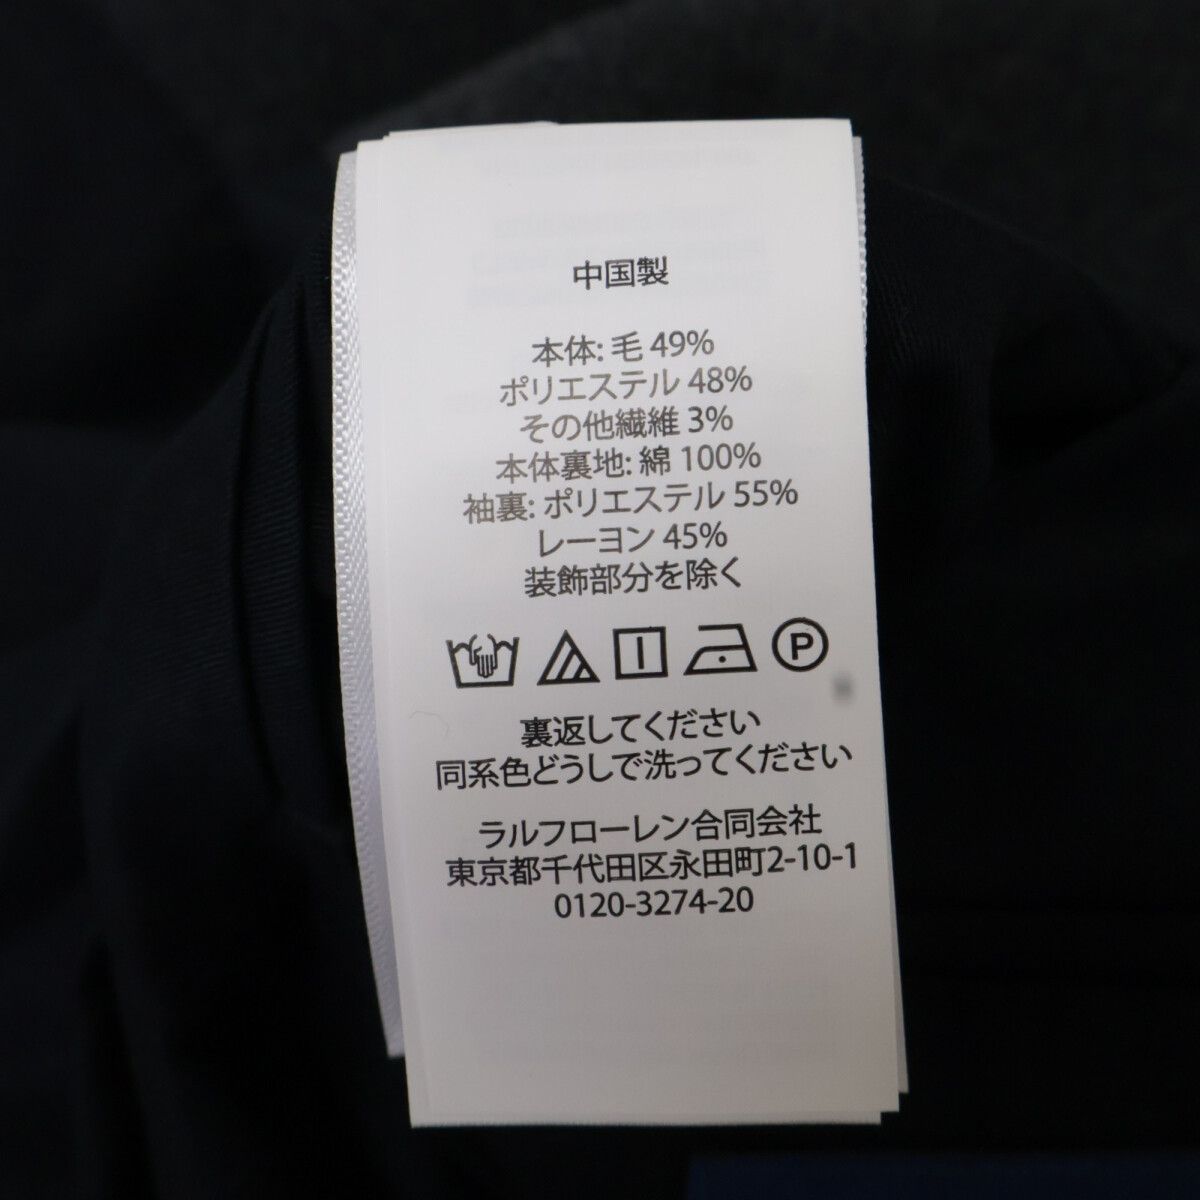 中国製
本体: 毛 49%
ポリエステル 48%
その他繊維 3%
本体裏地: 綿 100%
袖裏: ポリエステル 55%
レーヨン 45%
装飾部分を除く
P
裏返してください
同系色どうしで洗ってください
ラルフローレン合同会社
東京都千代田区永田町2-10-1
0120-3274-20